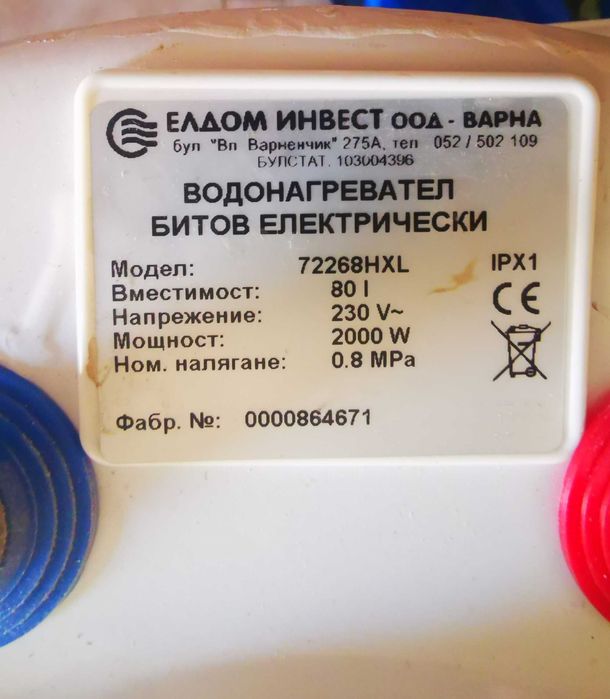 ЕЛДОМ ИНВЕСТ ООД - ВАРНА
бул "Вл Варненчик" 275А, тел 052 / 502 109
БУЛСТАТ. 103004396
ВОДОНАГРЕВАТЕЛ
БИТОВ ЕЛЕКТРИЧЕСКИ
Модел: 72268HXL IPX1
Вместимост: 80 l
Напрежение: 230 V~
Мощност: 2000 W
Ном. налягане: 0.8 MPa
Фабр. №: 0000864671
CE